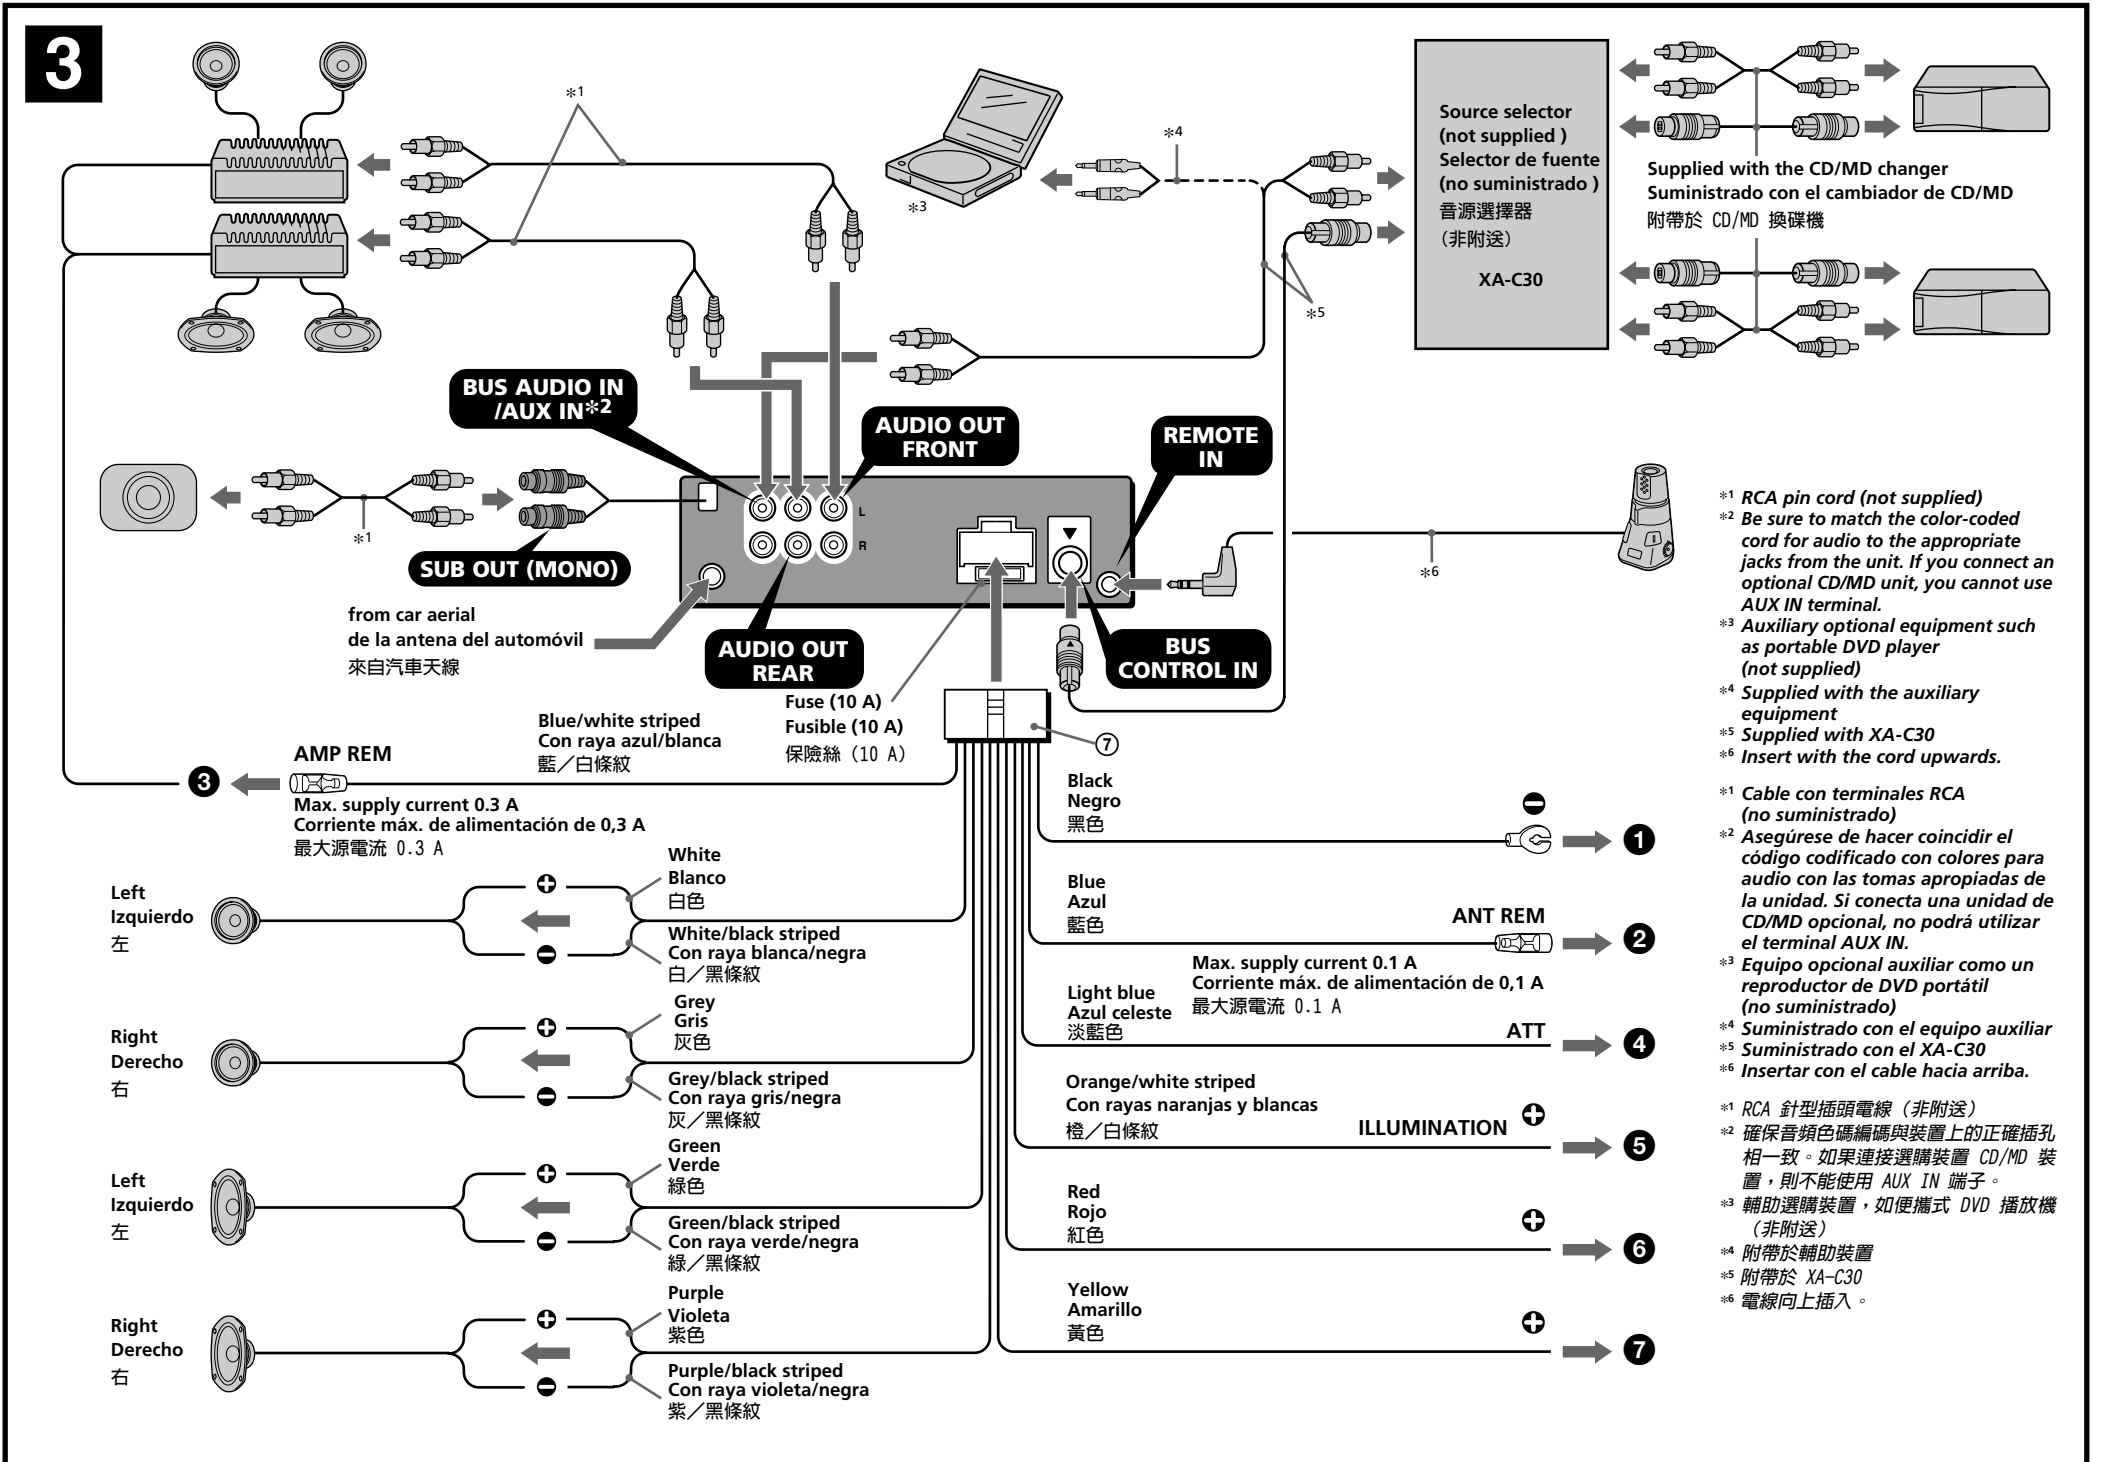 3
*1
*4
*3
*5
Source selector
(not supplied )
Selector de fuente
(no suministrado )
音源選擇器
（非附送）
XA-C30
Supplied with the CD/MD changer
Suministrado con el cambiador de CD/MD
附帶於 CD/MD 換碟機
BUS AUDIO IN
/AUX IN*2
AUDIO OUT
FRONT
REMOTE
IN
L
R
*1
SUB OUT (MONO)
*6
from car aerial
de la antena del automóvil
來自汽車天線
AUDIO OUT
REAR
BUS
CONTROL IN
Fuse (10 A)
Fusible (10 A)
保險絲（10 A）
⑦
Blue/white striped
Con raya azul/blanca
藍／白條紋
AMP REM
❸
Max. supply current 0.3 A
Corriente máx. de alimentación de 0,3 A
最大源電流 0.3 A
Left
Izquierdo
左
White
Blanco
白色
White/black striped
Con raya blanca/negra
白／黑條紋
Right
Derecho
右
Grey
Gris
灰色
Grey/black striped
Con raya gris/negra
灰／黑條紋
Left
Izquierdo
左
Green
Verde
綠色
Green/black striped
Con raya verde/negra
綠／黑條紋
Right
Derecho
右
Purple
Violeta
紫色
Purple/black striped
Con raya violeta/negra
紫／黑條紋
Black
Negro
黑色
❶
Blue
Azul
藍色
ANT REM
❷
Max. supply current 0.1 A
Corriente máx. de alimentación de 0,1 A
最大源電流 0.1 A
Light blue
Azul celeste
淡藍色
ATT
❹
Orange/white striped
Con rayas naranjas y blancas
橙／白條紋
ILLUMINATION
❺
Red
Rojo
紅色
❻
Yellow
Amarillo
黃色
❼
*1 RCA pin cord (not supplied)
*2 Be sure to match the color-coded
cord for audio to the appropriate
jacks from the unit. If you connect an
optional CD/MD unit, you cannot use
AUX IN terminal.
*3 Auxiliary optional equipment such
as portable DVD player
(not supplied)
*4 Supplied with the auxiliary
equipment
*5 Supplied with XA-C30
*6 Insert with the cord upwards.
*1 Cable con terminales RCA
(no suministrado)
*2 Asegúrese de hacer coincidir el
código codificado con colores para
audio con las tomas apropiadas de
la unidad. Si conecta una unidad de
CD/MD opcional, no podrá utilizar
el terminal AUX IN.
*3 Equipo opcional auxiliar como un
reproductor de DVD portátil
(no suministrado)
*4 Suministrado con el equipo auxiliar
*5 Suministrado con el XA-C30
*6 Insertar con el cable hacia arriba.
*1 RCA 針型插頭電線（非附送）
*2 確保音頻色碼編碼與裝置上的正確插孔
相一致。如果連接選購裝置 CD/MD 裝
置，則不能使用 AUX IN 端子。
*3 輔助選購裝置，如便攜式 DVD 播放機
（非附送）
*4 附帶於輔助裝置
*5 附帶於 XA-C30
*6 電線向上插入。